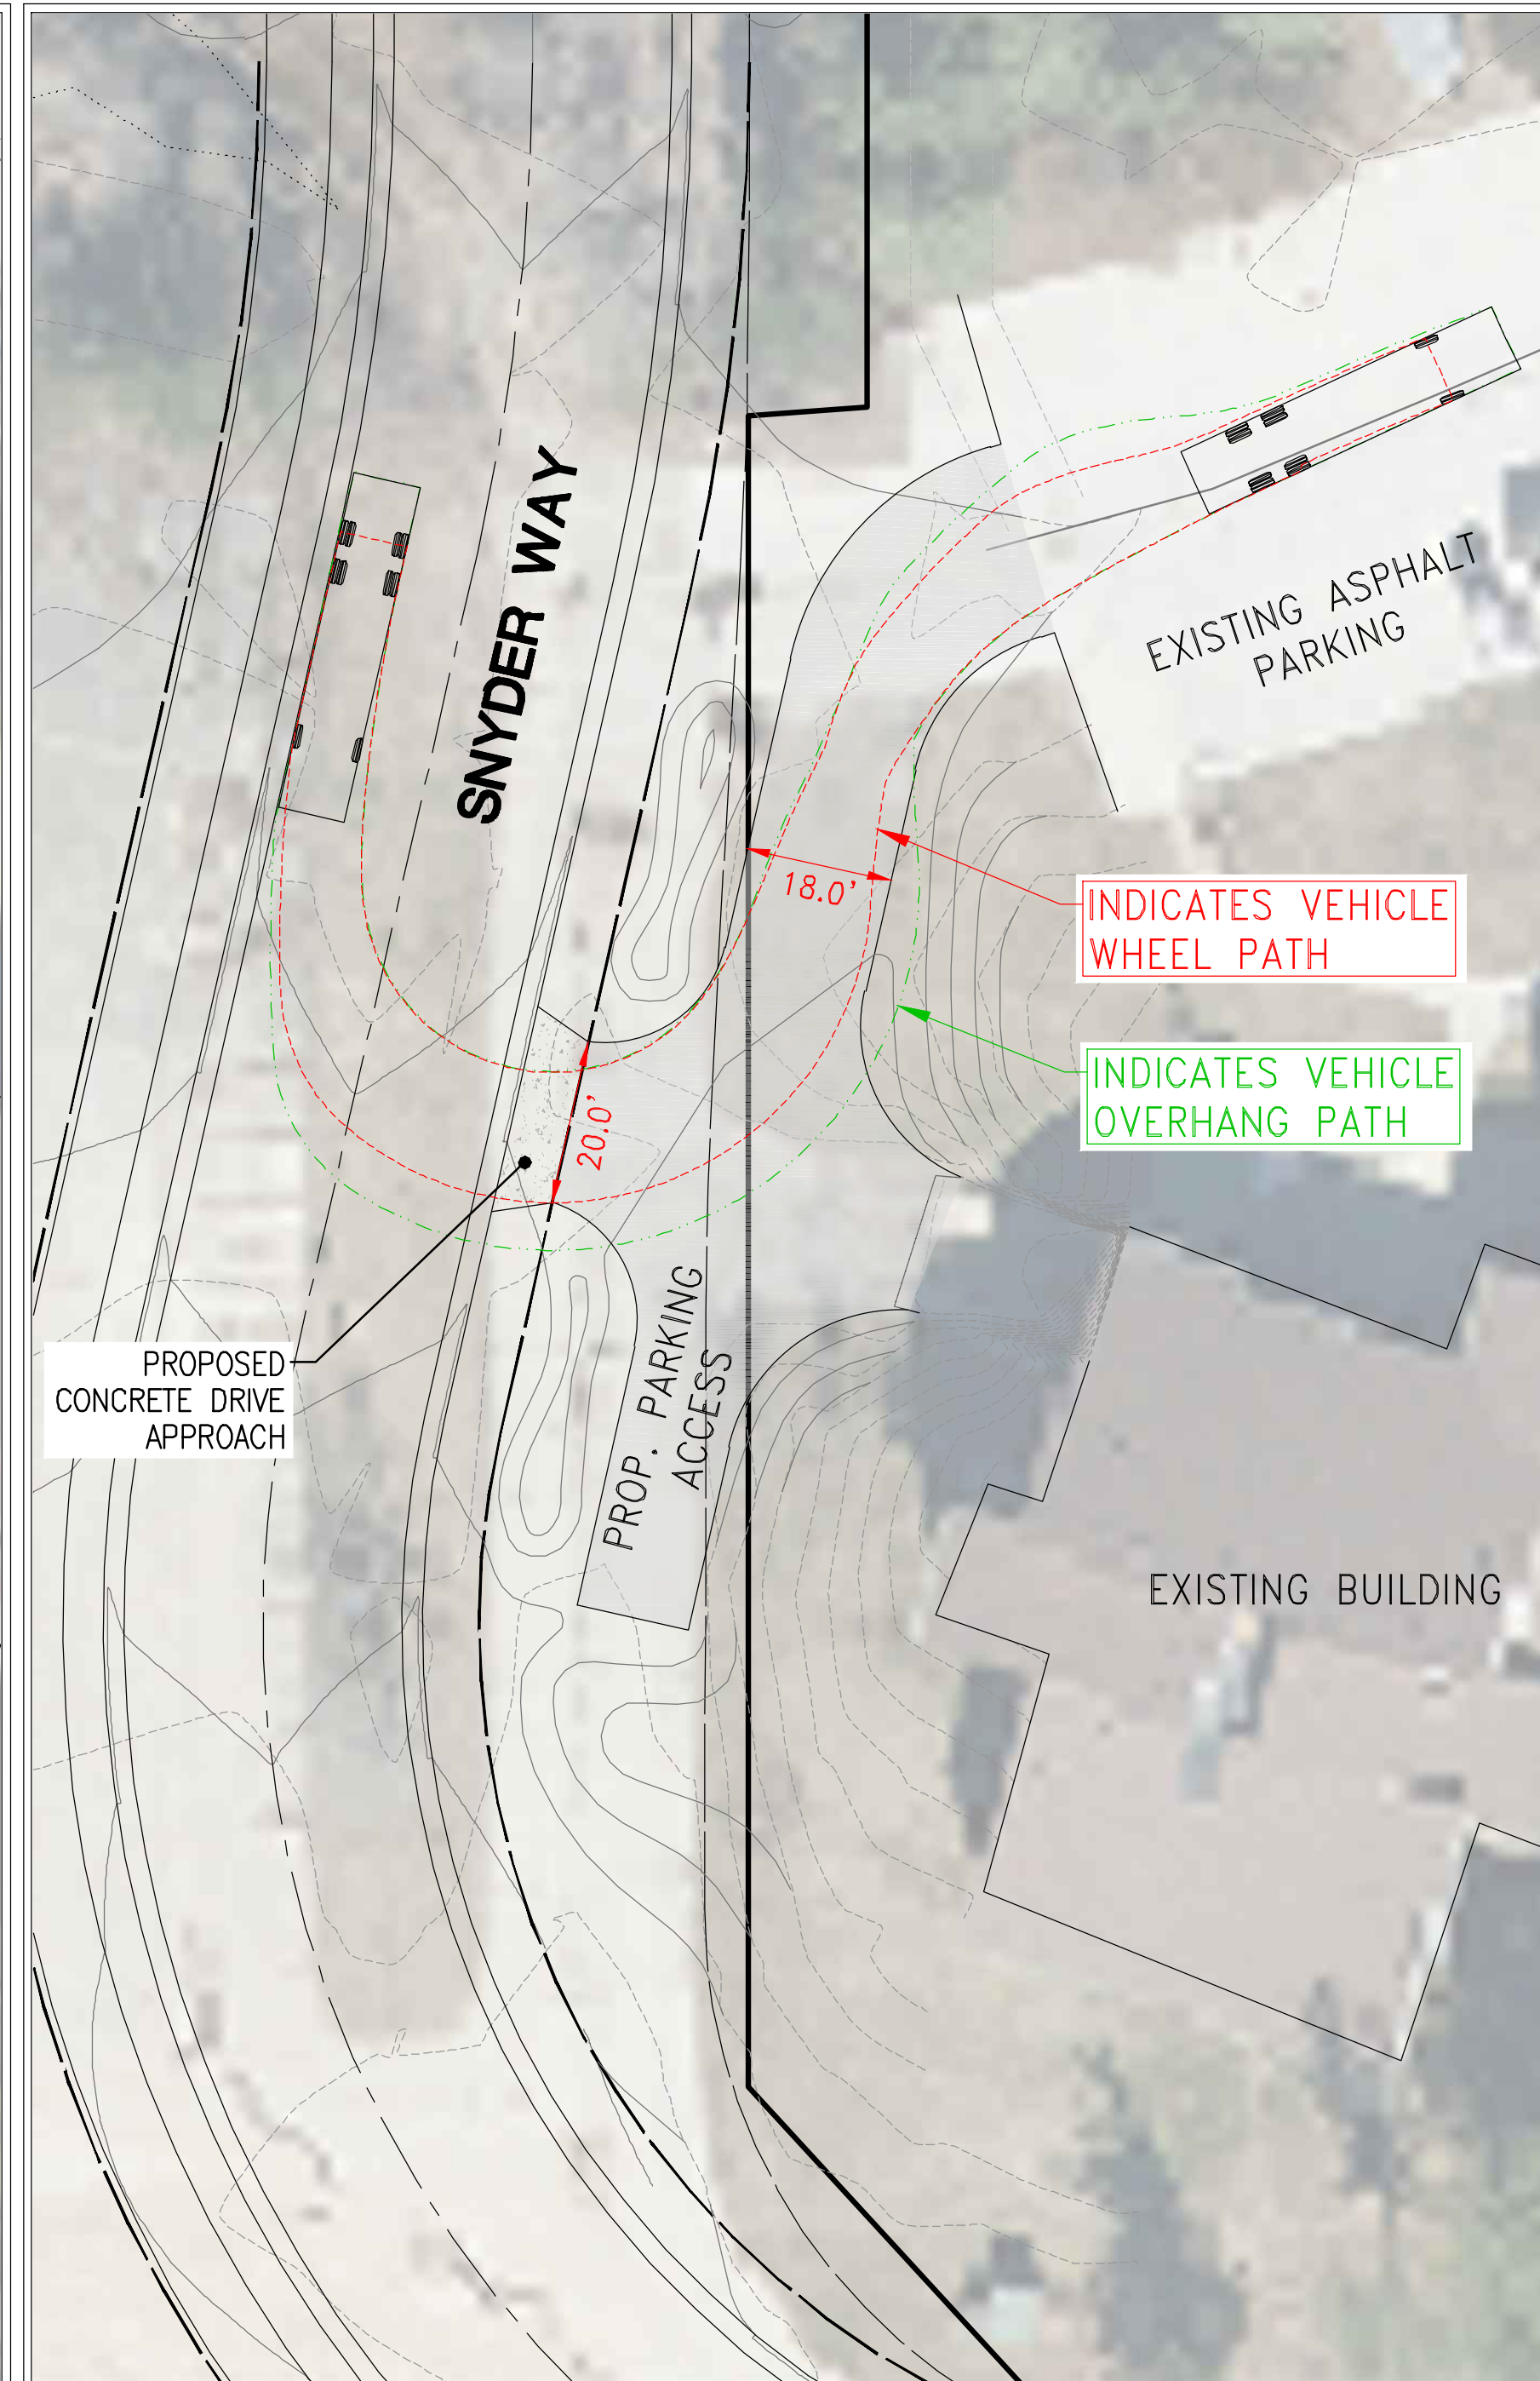 SNYDER WAY
EXISTING ASPHALT
PARKING
18.0'
INDICATES VEHICLE
WHEEL PATH
INDICATES VEHICLE
OVERHANG PATH
20.0'
PROPOSED
CONCRETE DRIVE
APPROACH
PROP. PARKING
ACCESS
EXISTING BUILDING